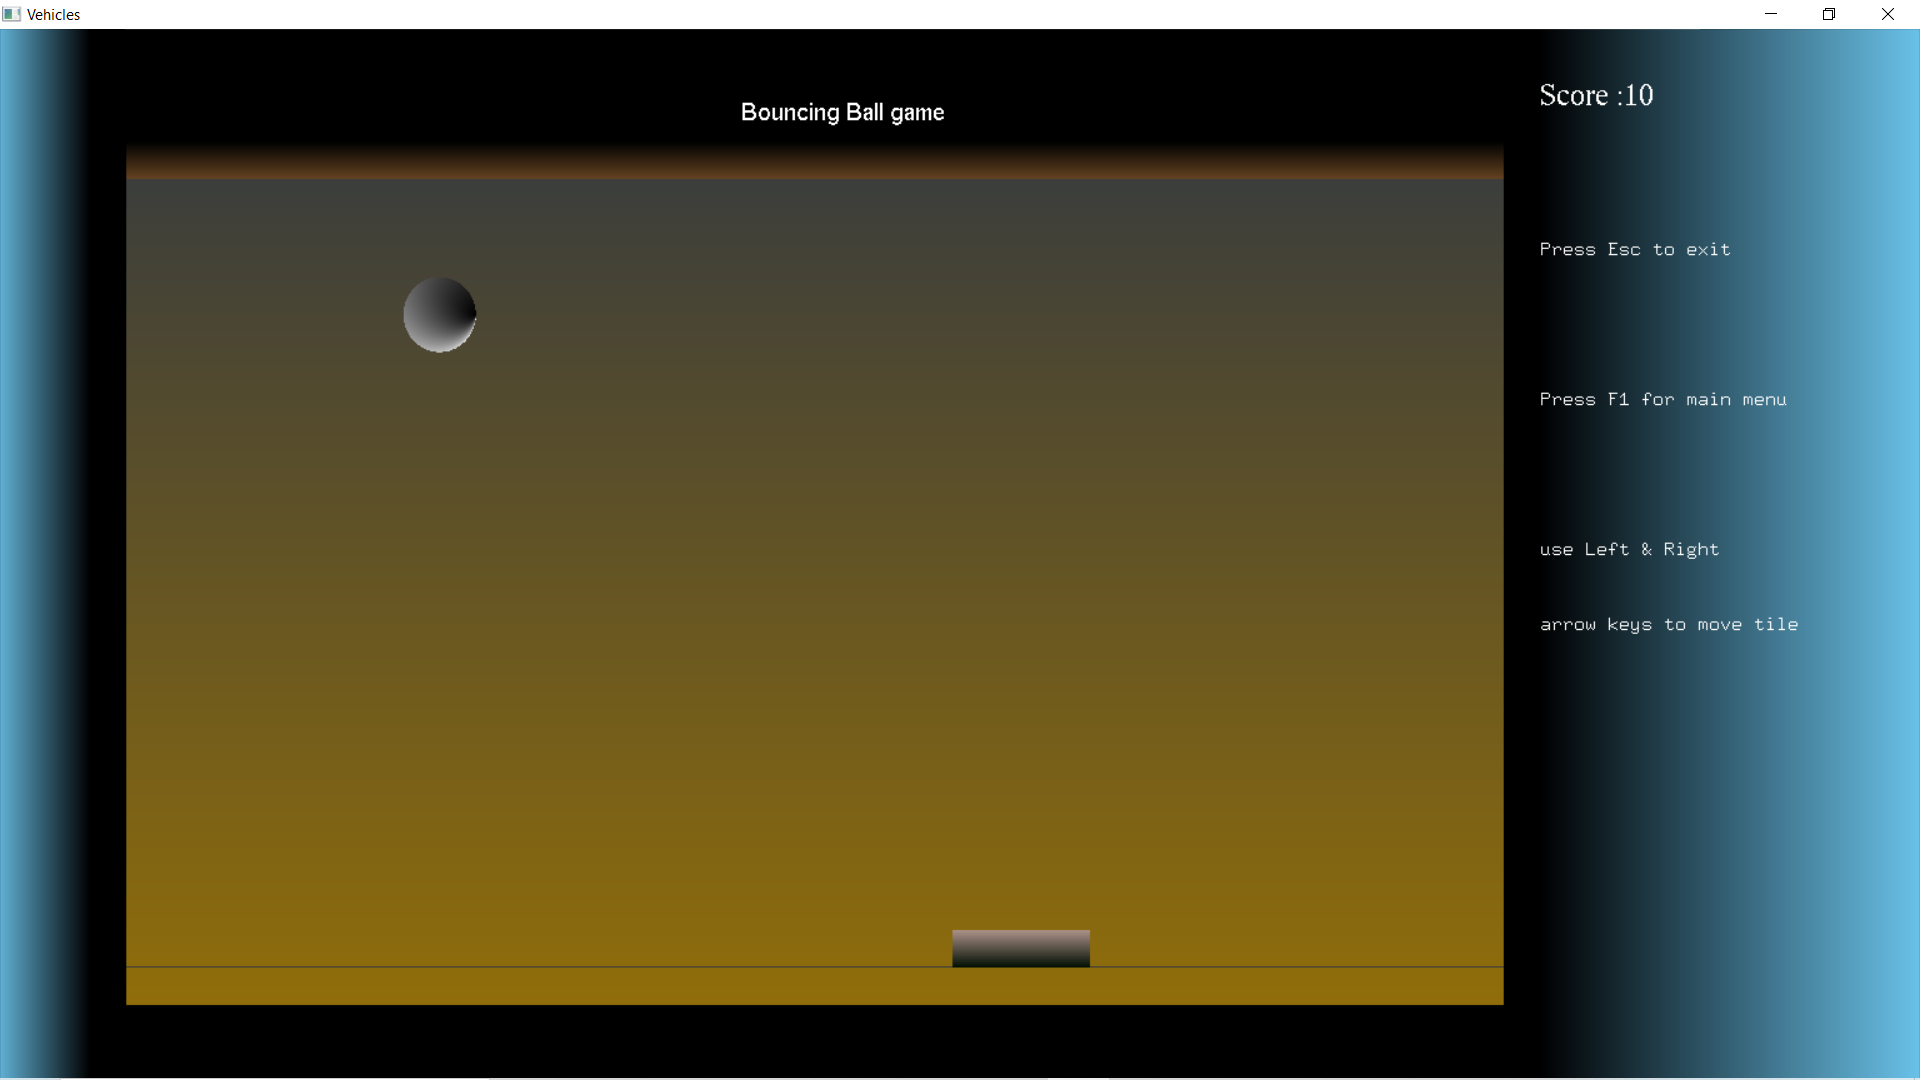 Vehicles
Bouncing Ball game
Score :10
Press Esc to exit
Press F1 for main menu
use Left & Right
arrow keys to move tile